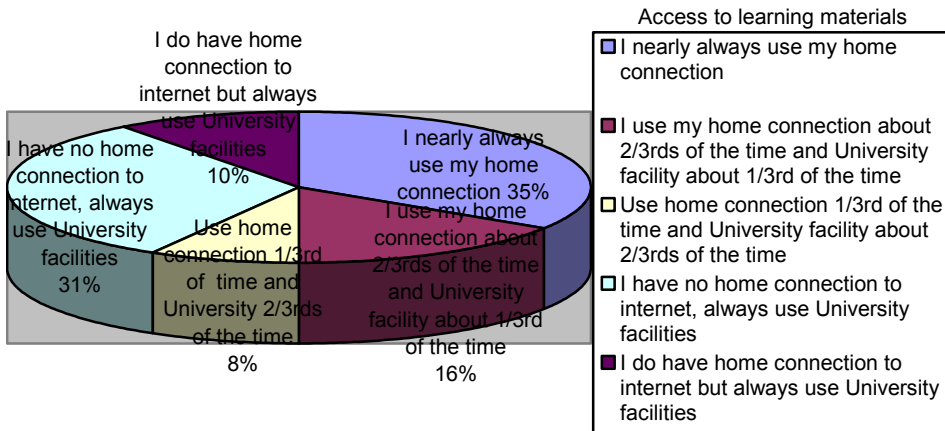 Access to learning materials
I do have home
connection to
internet but always
use University
facilities
10%
I nearly always
use my home
connection 35%
I have no home
connection to
internet, always
use University
facilities
31%
Use home
connection 1/3rd
of time and
University 2/3rds
of the time
8%
I use my home
connection about
2/3rds of the time
and University
facility about 1/3rd
of the time
16%
I nearly always use my home
connection
I use my home connection about
2/3rds of the time and University
facility about 1/3rd of the time
Use home connection 1/3rd of the
time and University facility about
2/3rds of the time
I have no home connection to
internet, always use University
facilities
I do have home connection to
internet but always use University
facilities